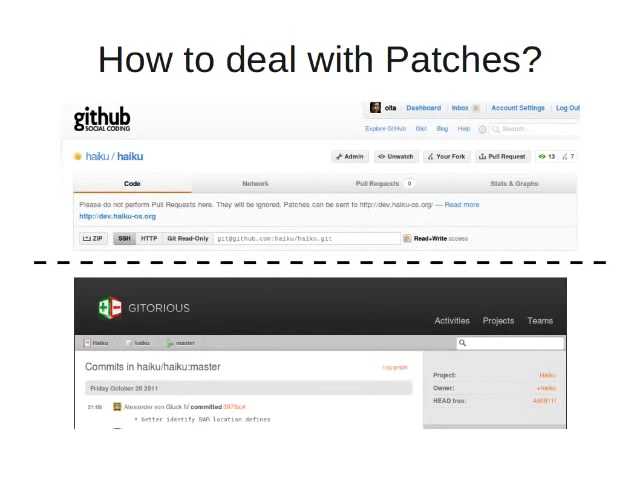 How to deal with Patches?
github
SOCIAL CODING
oita Dashboard Inbox 0 Account Settings Log Out
Explore GitHub Gist Blog Help Search...
haiku / haiku
Admin Unwatch Your Fork Pull Request 13 7
Code Network Pull Requests 0 Stats & Graphs
Please do not perform Pull Requests here. They will be ignored. Patches can be sent to http://dev.haiku-os.org/ — Read more
http://dev.haiku-os.org
ZIP SSH HTTP Git Read-Only git@github.com:haiku/haiku.git Read+Write access
GITORIOUS
Activities Projects Teams
Haiku haiku master
Commits in haiku/haiku:master
Log graph
Friday October 28 2011
Project: Haiku
Owner: +haiku
HEAD tree:
Alexander von Gluck IV committed
* better identify BAR location defines